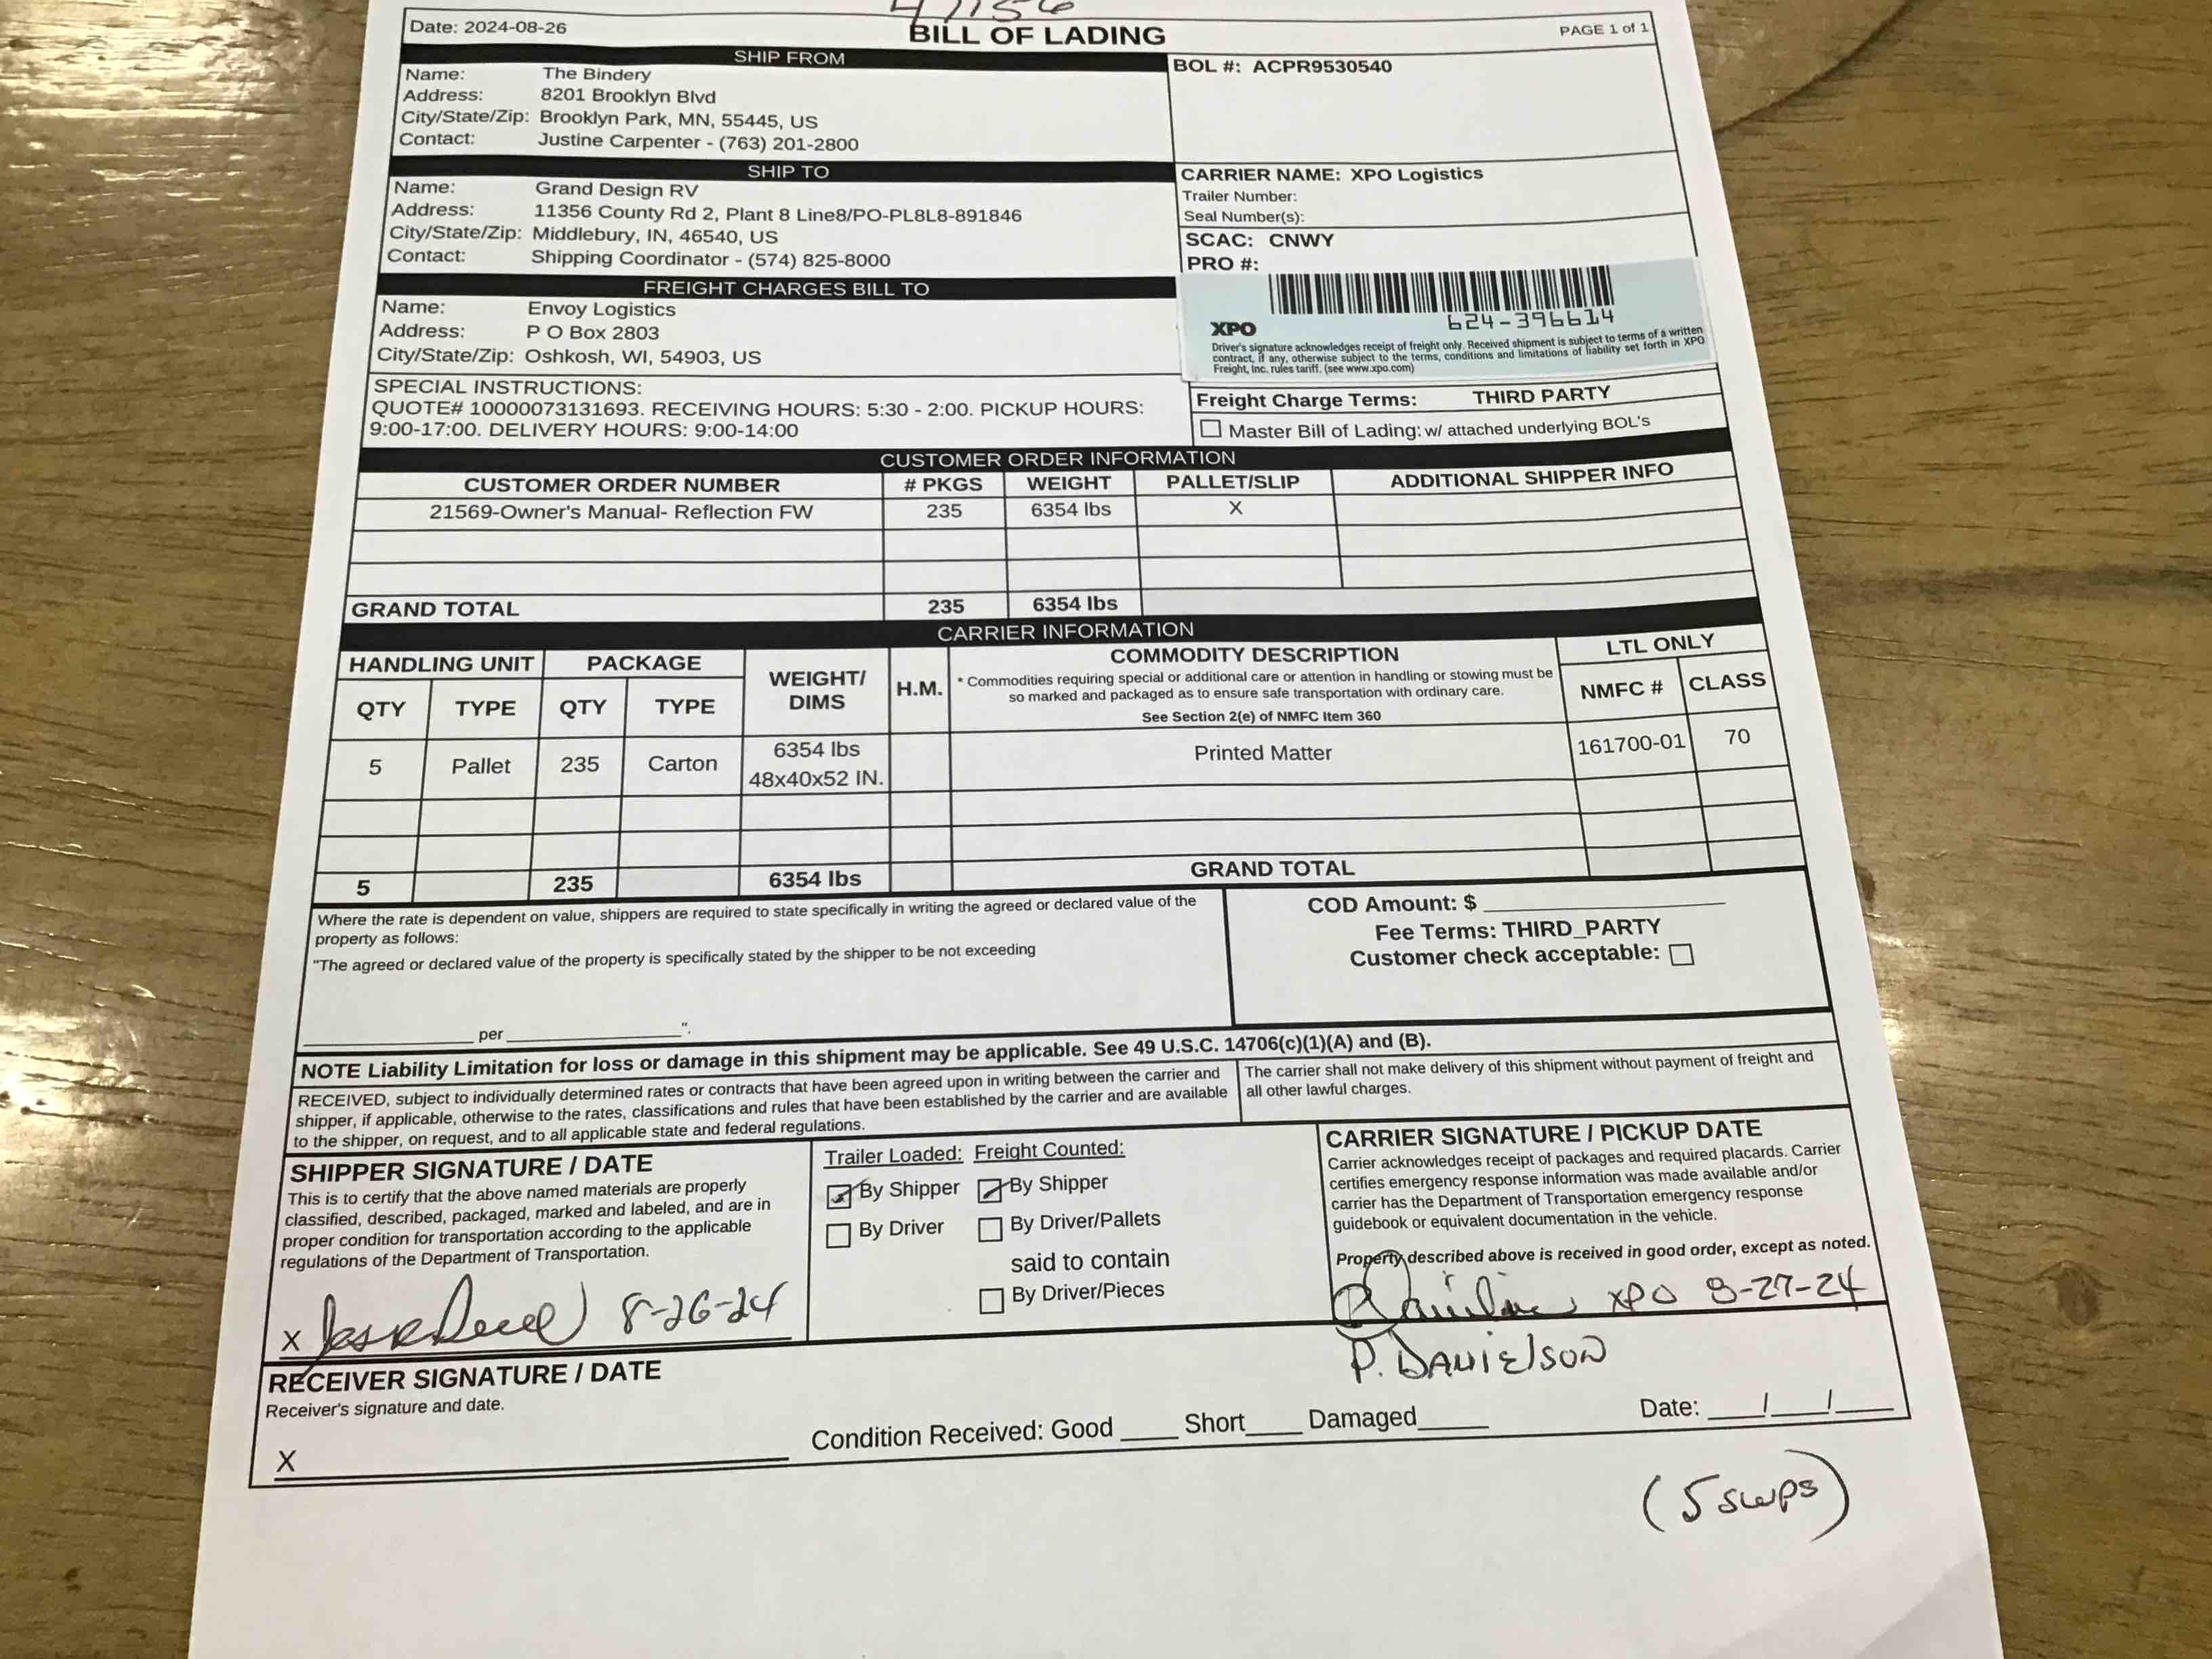 Date: 2024-08-26
BILL OF LADING
PAGE 1 of 1
SHIP FROM
Name: The Bindery
Address: 8201 Brooklyn Blvd
City/State/Zip: Brooklyn Park, MN, 55445, US
Contact: Justine Carpenter - (763) 201-2800
BOL #: ACPR9530540
SHIP TO
Name: Grand Design RV
Address: 11356 County Rd 2, Plant 8 Line8/PO-PL8L8-891846
City/State/Zip: Middlebury, IN, 46540, US
Contact: Shipping Coordinator - (574) 825-8000
CARRIER NAME: XPO Logistics
Trailer Number:
Seal Number(s):
SCAC: CNWY
PRO #:
624-396614
XPO
Driver's signature acknowledges receipt of freight only. Received shipment is subject to terms of a written
contract, if any, otherwise subject to the terms, conditions and limitations of liability set forth in XPO
Freight, Inc. rules tariff. (see www.xpo.com)
FREIGHT CHARGES BILL TO
Name: Envoy Logistics
Address: P O Box 2803
City/State/Zip: Oshkosh, WI, 54903, US
SPECIAL INSTRUCTIONS:
QUOTE# 10000073131693. RECEIVING HOURS: 5:30 - 2:00. PICKUP HOURS:
9:00-17:00. DELIVERY HOURS: 9:00-14:00
Freight Charge Terms: THIRD PARTY
Master Bill of Lading: w/ attached underlying BOL's
CUSTOMER ORDER INFORMATION
CUSTOMER ORDER NUMBER # PKGS WEIGHT PALLET/SLIP ADDITIONAL SHIPPER INFO
21569-Owner's Manual- Reflection FW 235 6354 lbs X
GRAND TOTAL 235 6354 lbs
CARRIER INFORMATION
HANDLING UNIT PACKAGE WEIGHT/ DIMS H.M. COMMODITY DESCRIPTION LTL ONLY
* Commodities requiring special or additional care or attention in handling or stowing must be
so marked and packaged as to ensure safe transportation with ordinary care.
See Section 2(e) of NMFC Item 360
QTY TYPE QTY TYPE NMFC # CLASS
5 Pallet 235 Carton 6354 lbs Printed Matter 161700-01 70
48x40x52 IN.
5 235 6354 lbs GRAND TOTAL
Where the rate is dependent on value, shippers are required to state specifically in writing the agreed or declared value of the
property as follows:
"The agreed or declared value of the property is specifically stated by the shipper to be not exceeding
per ".
COD Amount: $
Fee Terms: THIRD_PARTY
Customer check acceptable:
NOTE Liability Limitation for loss or damage in this shipment may be applicable. See 49 U.S.C. 14706(c)(1)(A) and (B).
RECEIVED, subject to individually determined rates or contracts that have been agreed upon in writing between the carrier and
shipper, if applicable, otherwise to the rates, classifications and rules that have been established by the carrier and are available
to the shipper, on request, and to all applicable state and federal regulations.
The carrier shall not make delivery of this shipment without payment of freight and
all other lawful charges.
SHIPPER SIGNATURE / DATE
This is to certify that the above named materials are properly
classified, described, packaged, marked and labeled, and are in
proper condition for transportation according to the applicable
regulations of the Department of Transportation.
X 8-26-24
Trailer Loaded: Freight Counted:
By Shipper By Shipper
By Driver By Driver/Pallets
said to contain
By Driver/Pieces
CARRIER SIGNATURE / PICKUP DATE
Carrier acknowledges receipt of packages and required placards. Carrier
certifies emergency response information was made available and/or
carrier has the Department of Transportation emergency response
guidebook or equivalent documentation in the vehicle.
Property described above is received in good order, except as noted.
XPO 8-27-24
P. DANIELSON
RECEIVER SIGNATURE / DATE
Receiver's signature and date.
X
Condition Received: Good Short Damaged
Date: / /
(5 swps)